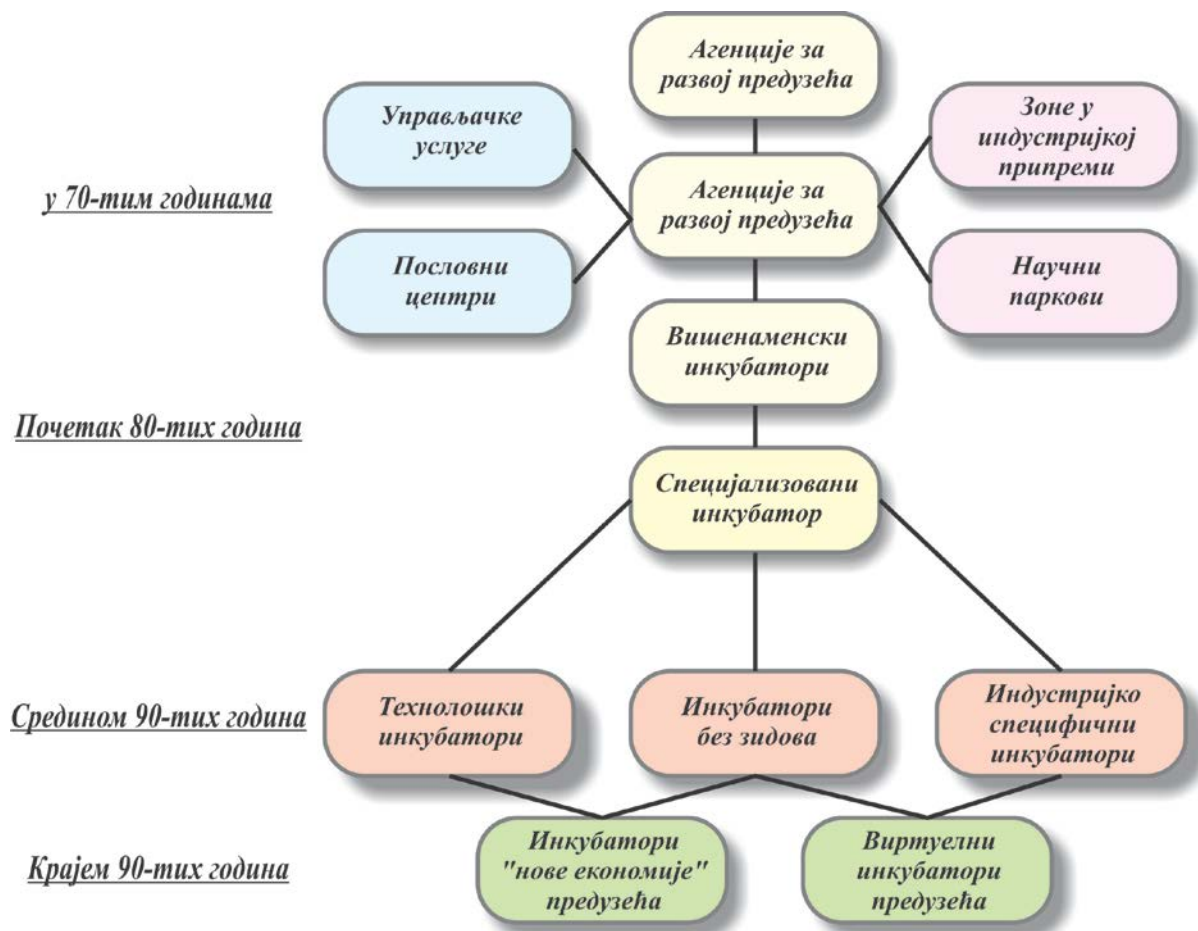 Агенције за
развој предузећа
Управљачке
услуге
Зоне у
индустријкој
припреми
у 70-тим годинама
Агенције за
развој предузећа
Пословни
центри
Научни
паркови
Вишенаменски
инкубатори
Почетак 80-тих година
Специјализовани
инкубатор
Средином 90-тих година
Технолошки
инкубатори
Инкубатори
без зидова
Индустријко
специфични
инкубатори
Крајем 90-тих година
Инкубатори
"нове економије"
предузећа
Виртуелни
инкубатори
предузећа